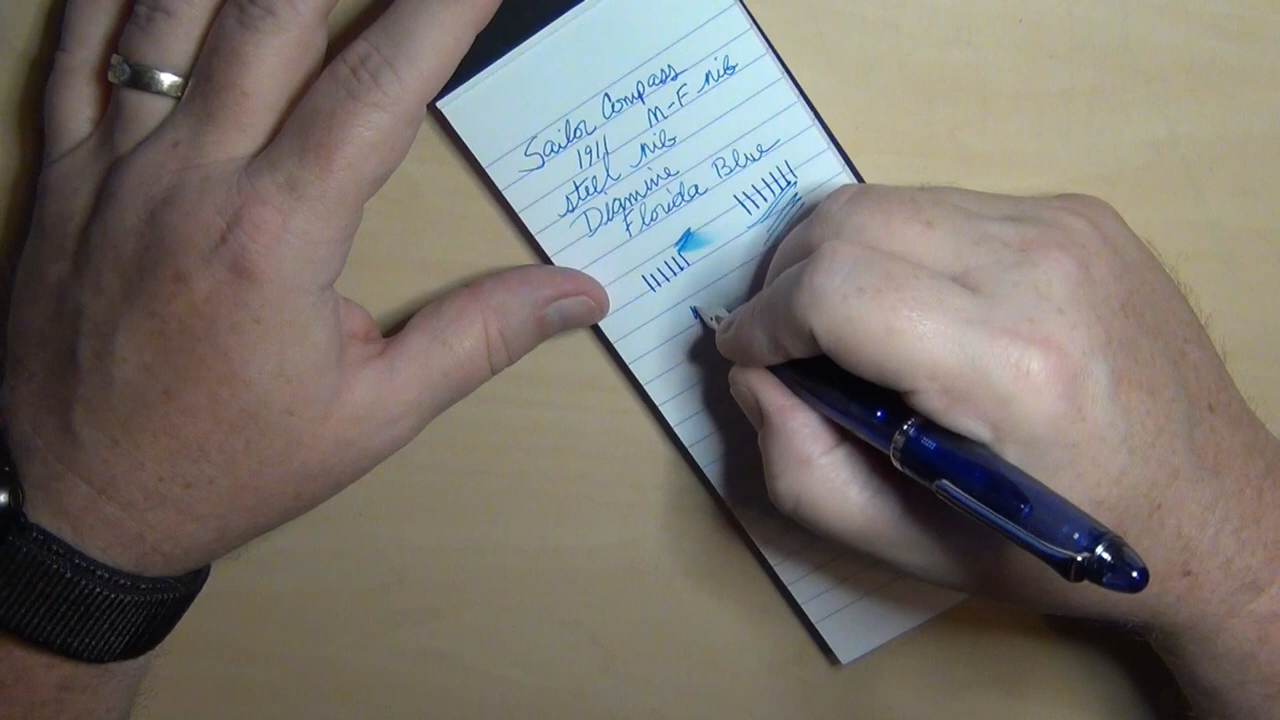 Sailor Compass
1911 M-F nib
steel nib
Diamine
Florida Blue